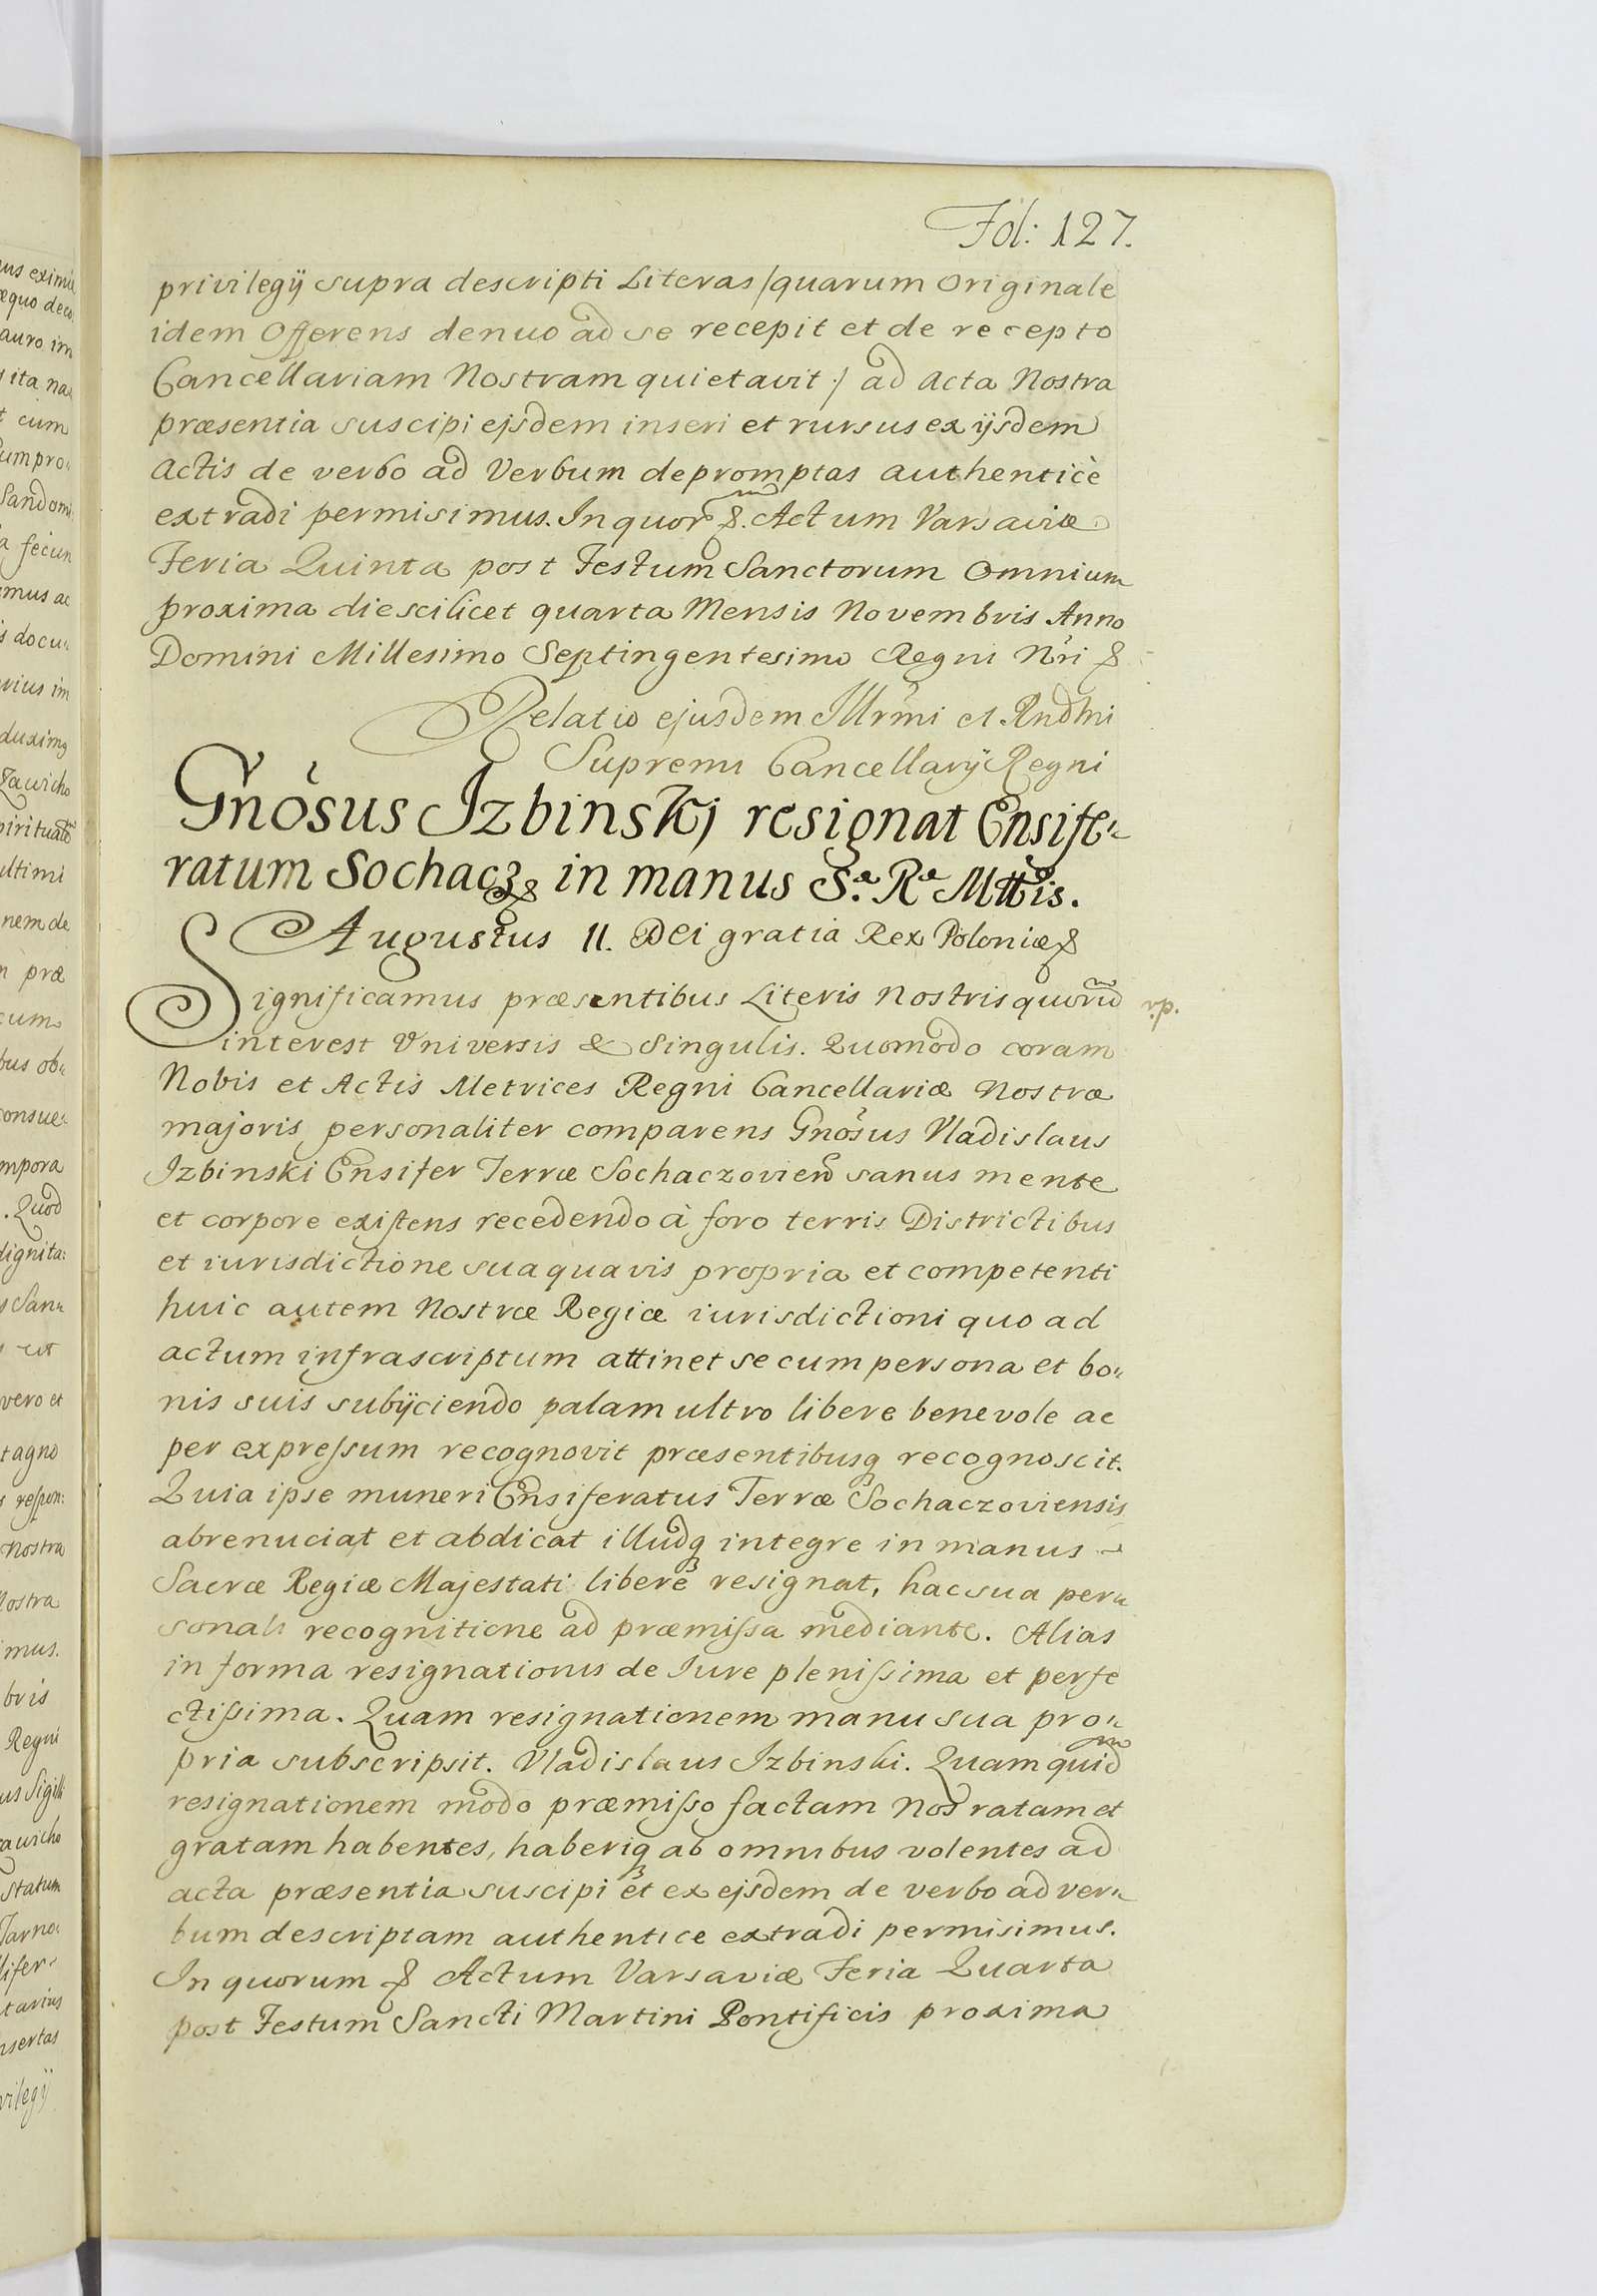 Fol: 127.
privilegÿ supra descripti Literas /quarum Originale
idem Offerens denuo ad se recepit et de recepto
Cancellariam Nostram quietavit./ ad Acta Nostra
præsentia suscipi ejsdem inseri et rursus ex ijsdem
Actis de verbo ad Verbum depromptas authenticè
extradi permisimus. In quor &. Actum Varsaviæ
Feria Quinta post Festum Sanctorum Omnium
proxima die scilicet quarta Mensis Novembris Anno
Domini Millesimo Septingentesimo Regni Nri &
Relatio ejusdem Illrmi et Rndmi
Supremi Cancellarÿ Regni
Gnosus Izbinskj resignat Ensife,,
ratum Sochacz & in manus S.æ Ræ Mttis.
Augustus II. Dei gratia Rex Poloniæ &
Significamus præsentibus Literis Nostris quorum
r.p.
interest Vniversis & Singulis. Quomodo coram
Nobis et Actis Metrices Regni Cancellariæ Nostræ
majoris personaliter comparens Gnosus Vladislaus
Izbinski Ensifer Terræ Sochaczovien sanus mente
et corpore existens recedendo à foro terris Districtibus
et iurisdictione sua quavis propria et competenti
huic autem Nostræ Regiæ iurisdictioni quo ad
actum infrascriptum attinet se cum persona et bo,,
nis suis subÿciendo palam ultro libere benevole ac
per expressum recognovit præsentibusq recognoscit.
Quia ipse muneri Ensiferatus Terræ Sochaczoviensis
abrenuciat et abdicat illudq integre in manus
Sacræ Regiæ Majestati libere resignat, hac sua per,,
sonali recognitione ad præmissa mediante. Alias
in forma resignationis de Iure plenissima et perfe
ctissima. Quam resignationem manu sua pro,,
pria subscripsit. Vladislaus Izbinski. Quam quid
resignationem modo præmisso factam Nos ratam et
gratam habentes, haberiq ab omnibus volentes ad
acta præsentia suscipi et ex ejsdem de verbo ad ver,,
bum descriptam authentice extradi permisimus.
In quorum & Actum Varsaviæ Feria Quarta
post Festum Sancti Martini Pontificis proxima